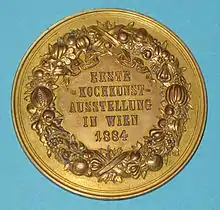 ERSTE
KOCHKUNST-
AUSSTELLUNG
IN WIEN
1884